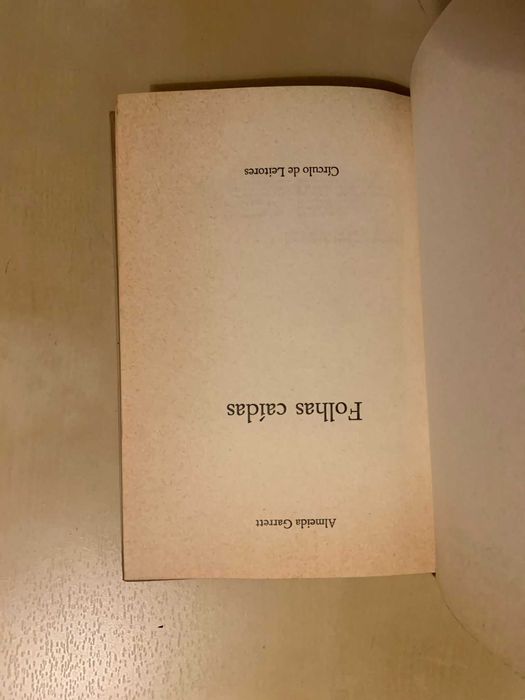 Almeida Garrett
Folhas caídas
Círculo de Leitores